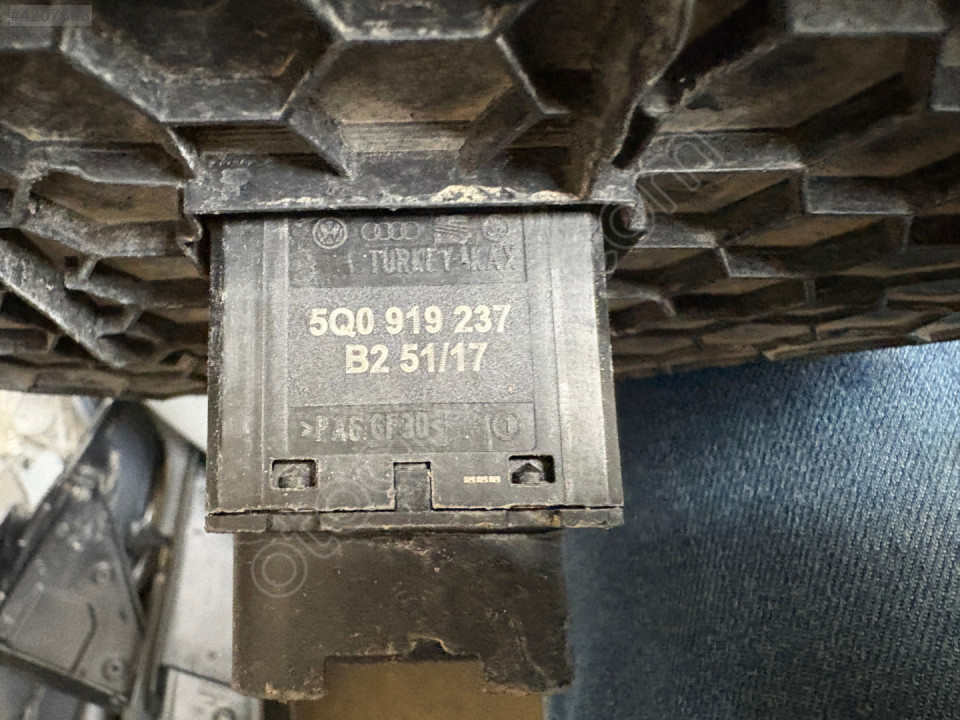 TURKEY-KAX
5Q0 919 237
B2 51/17
>PA6.GF30<